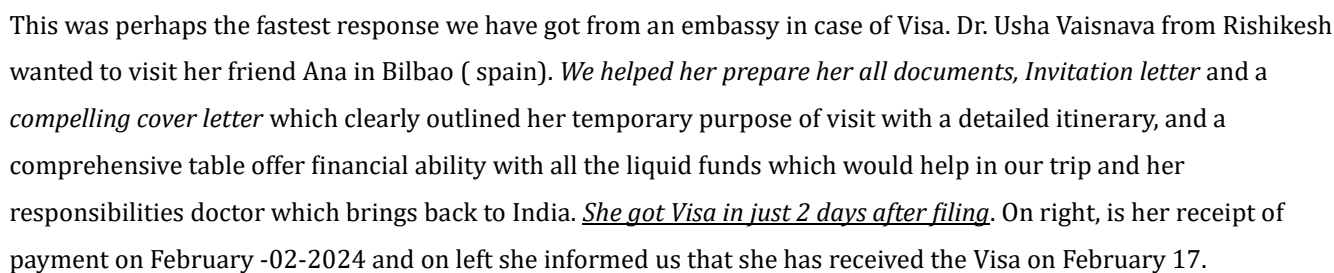 This was perhaps the fastest response we have got from an embassy in case of Visa. Dr. Usha Vaisnava from Rishikesh
wanted to visit her friend Ana in Bilbao ( spain). We helped her prepare her all documents, Invitation letter and a
compelling cover letter which clearly outlined her temporary purpose of visit with a detailed itinerary, and a
comprehensive table offer financial ability with all the liquid funds which would help in our trip and her
responsibilities doctor which brings back to India. She got Visa in just 2 days after filing. On right, is her receipt of
payment on February -02-2024 and on left she informed us that she has received the Visa on February 17.